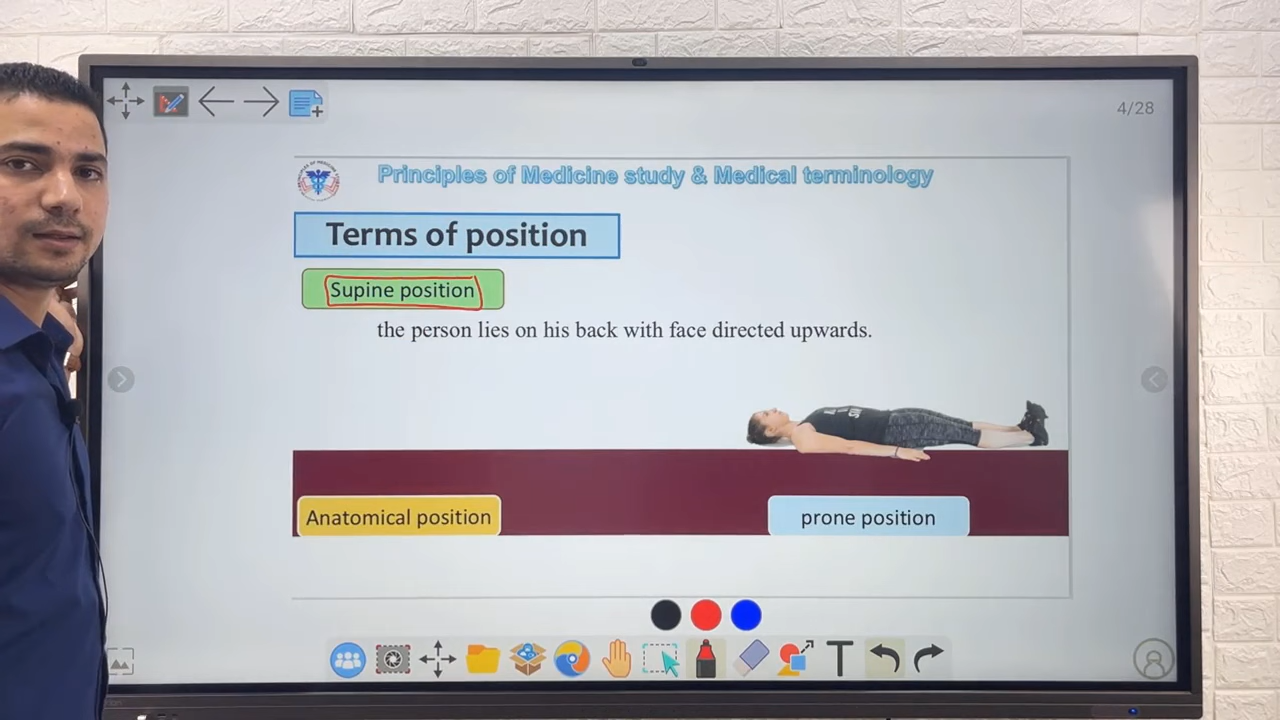 4/28
Principles of Medicine study & Medical terminology
Terms of position
Supine position
the person lies on his back with face directed upwards.
Anatomical position
prone position
T